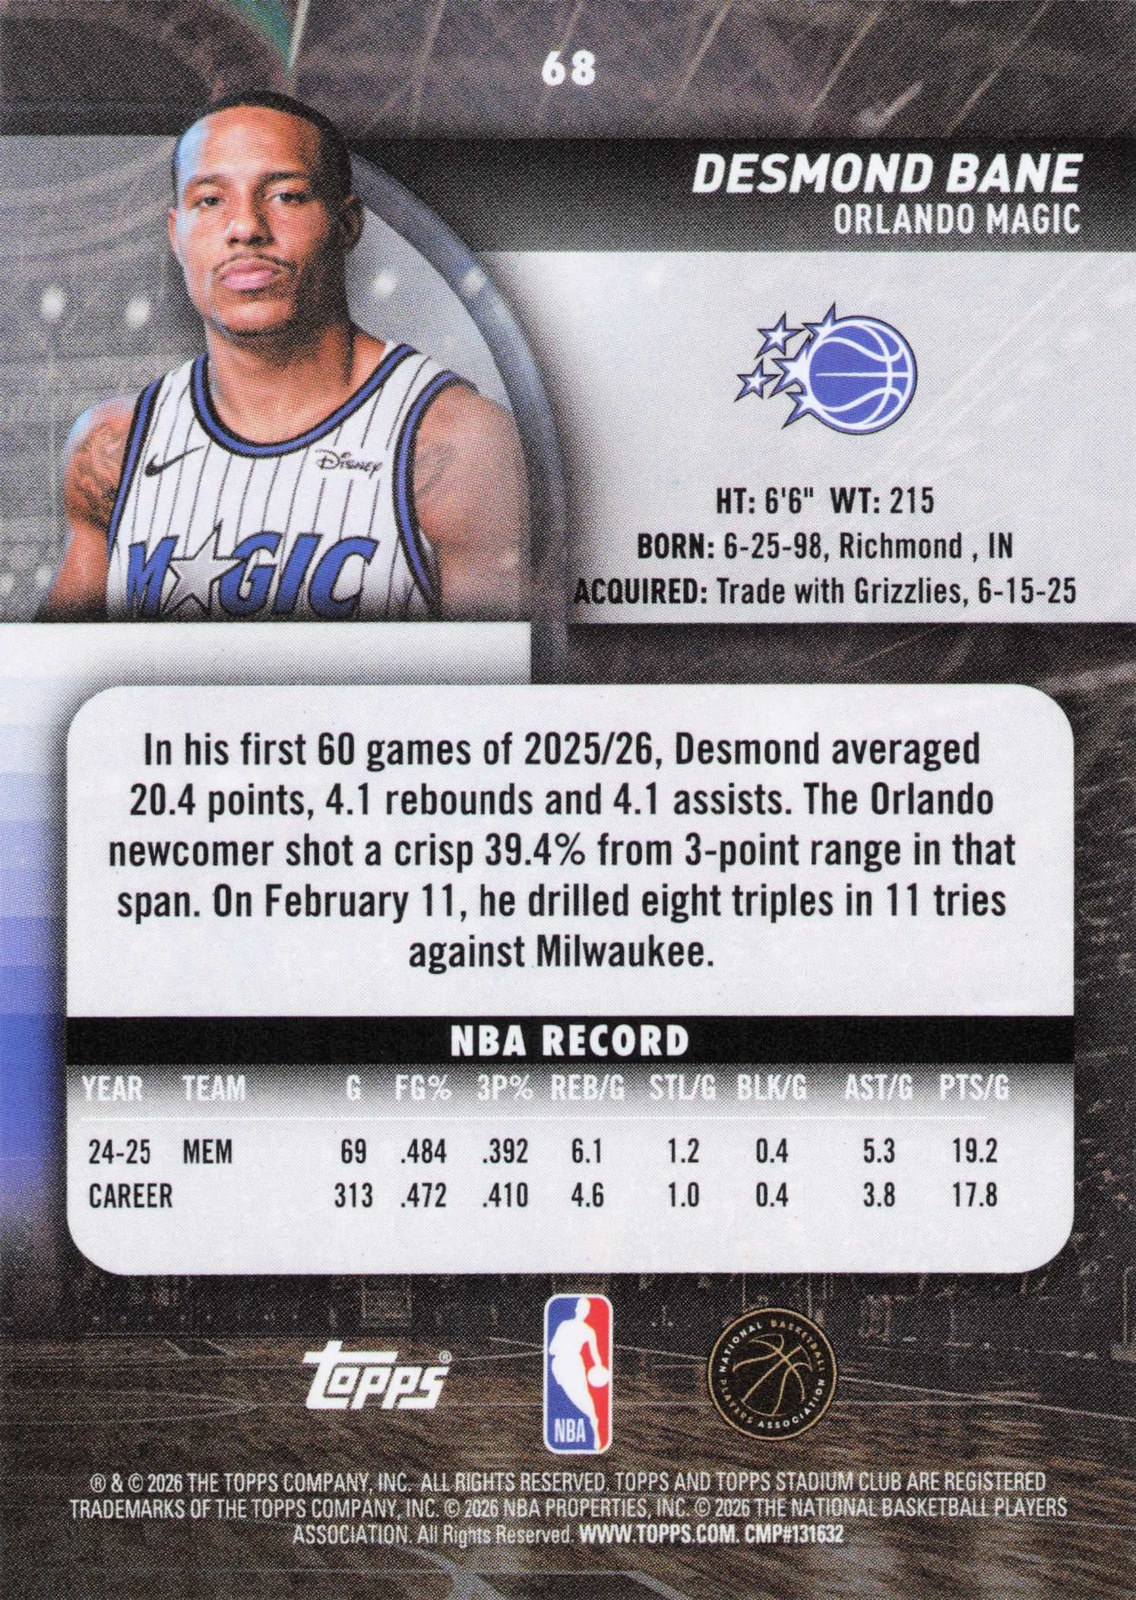 68
DESMOND BANE
ORLANDO MAGIC
Disney
MAGIC
HT: 6'6" WT: 215
BORN: 6-25-98, Richmond , IN
ACQUIRED: Trade with Grizzlies, 6-15-25
In his first 60 games of 2025/26, Desmond averaged
20.4 points, 4.1 rebounds and 4.1 assists. The Orlando
newcomer shot a crisp 39.4% from 3-point range in that
span. On February 11, he drilled eight triples in 11 tries
against Milwaukee.
NBA RECORD
YEAR TEAM G FG% 3P% REB/G STL/G BLK/G AST/G PTS/G
24-25 MEM 69 .484 .392 6.1 1.2 0.4 5.3 19.2
CAREER 313 .472 .410 4.6 1.0 0.4 3.8 17.8
topps®
NBA
NATIONAL BASKETBALL
PLAYERS ASSOCIATION
® & © 2026 THE TOPPS COMPANY, INC. ALL RIGHTS RESERVED. TOPPS AND TOPPS STADIUM CLUB ARE REGISTERED
TRADEMARKS OF THE TOPPS COMPANY, INC. © 2026 NBA PROPERTIES, INC. © 2026 THE NATIONAL BASKETBALL PLAYERS
ASSOCIATION. All Rights Reserved. WWW.TOPPS.COM. CMP#131632